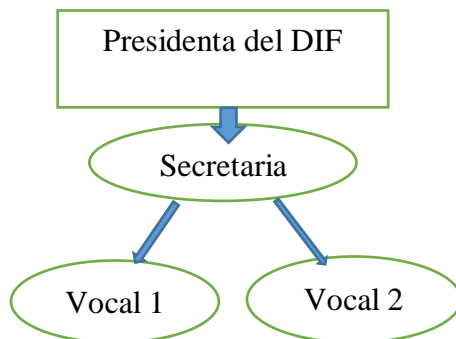 Presidenta del DIF
Secretaria
Vocal 1
Vocal 2